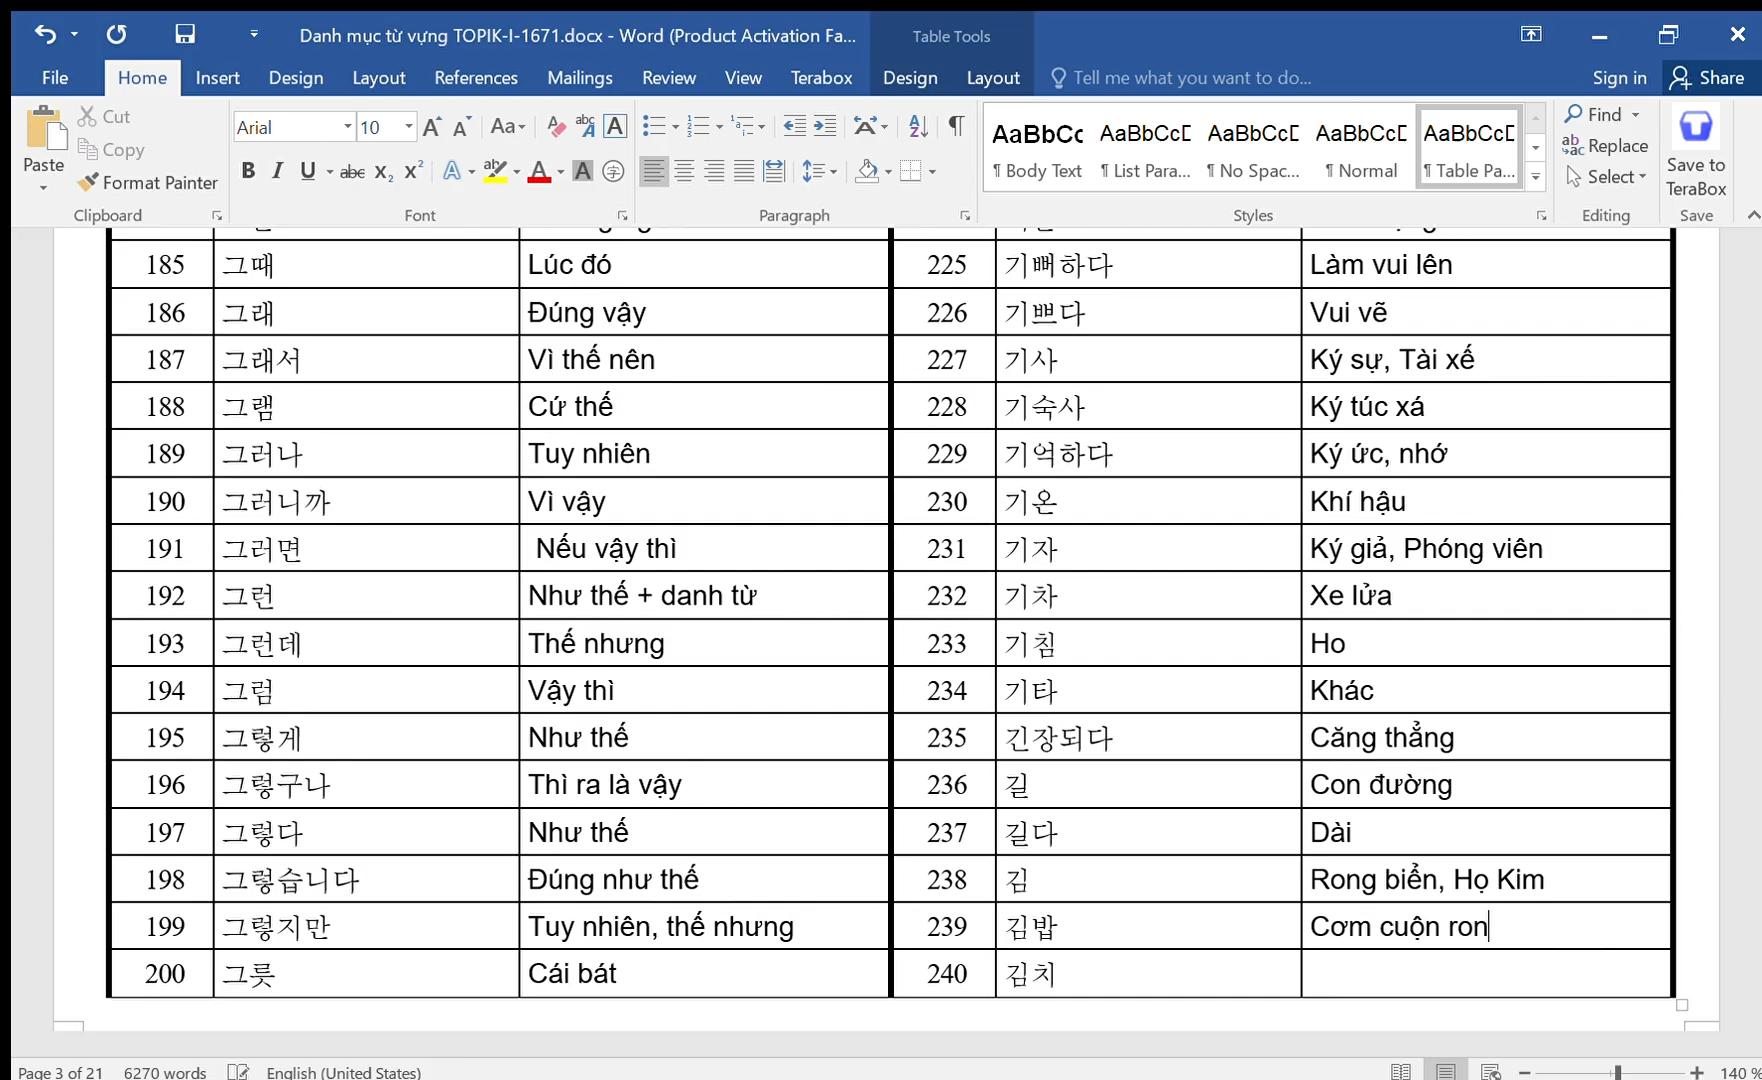 Danh mục từ vựng TOPIK-I-1671.docx - Word (Product Activation Fa...
Table Tools
File Home Insert Design Layout References Mailings Review View Terabox Design Layout Tell me what you want to do... Sign in Share
Paste
Cut
Copy
Format Painter
Clipboard
Arial 10
Font
Paragraph
AaBbCc AaBbCcD AaBbCcD AaBbCcD AaBbCcD
¶ Body Text ¶ List Para... ¶ No Spac... ¶ Normal ¶ Table Pa...
Styles
Find
Replace
Select
Editing
Save to TeraBox
Save
185 그때 Lúc đó 225 기뻐하다 Làm vui lên
186 그래 Đúng vậy 226 기쁘다 Vui vẽ
187 그래서 Vì thế nên 227 기사 Ký sự, Tài xế
188 그램 Cứ thế 228 기숙사 Ký túc xá
189 그러나 Tuy nhiên 229 기억하다 Ký ức, nhớ
190 그러니까 Vì vậy 230 기온 Khí hậu
191 그러면 Nếu vậy thì 231 기자 Ký giả, Phóng viên
192 그런 Như thế + danh từ 232 기차 Xe lửa
193 그런데 Thế nhưng 233 기침 Ho
194 그럼 Vậy thì 234 기타 Khác
195 그렇게 Như thế 235 긴장되다 Căng thẳng
196 그렇구나 Thì ra là vậy 236 길 Con đường
197 그렇다 Như thế 237 길다 Dài
198 그렇습니다 Đúng như thế 238 김 Rong biển, Họ Kim
199 그렇지만 Tuy nhiên, thế nhưng 239 김밥 Cơm cuộn ron
200 그릇 Cái bát 240 김치
Page 3 of 21 6270 words English (United States) 140 %